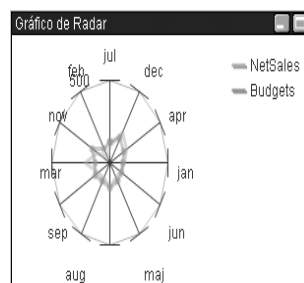 Gráfico de Radar
jul
feb
dec
500
nov
apr
mar
jan
sep
jun
aug
maj
NetSales
Budgets